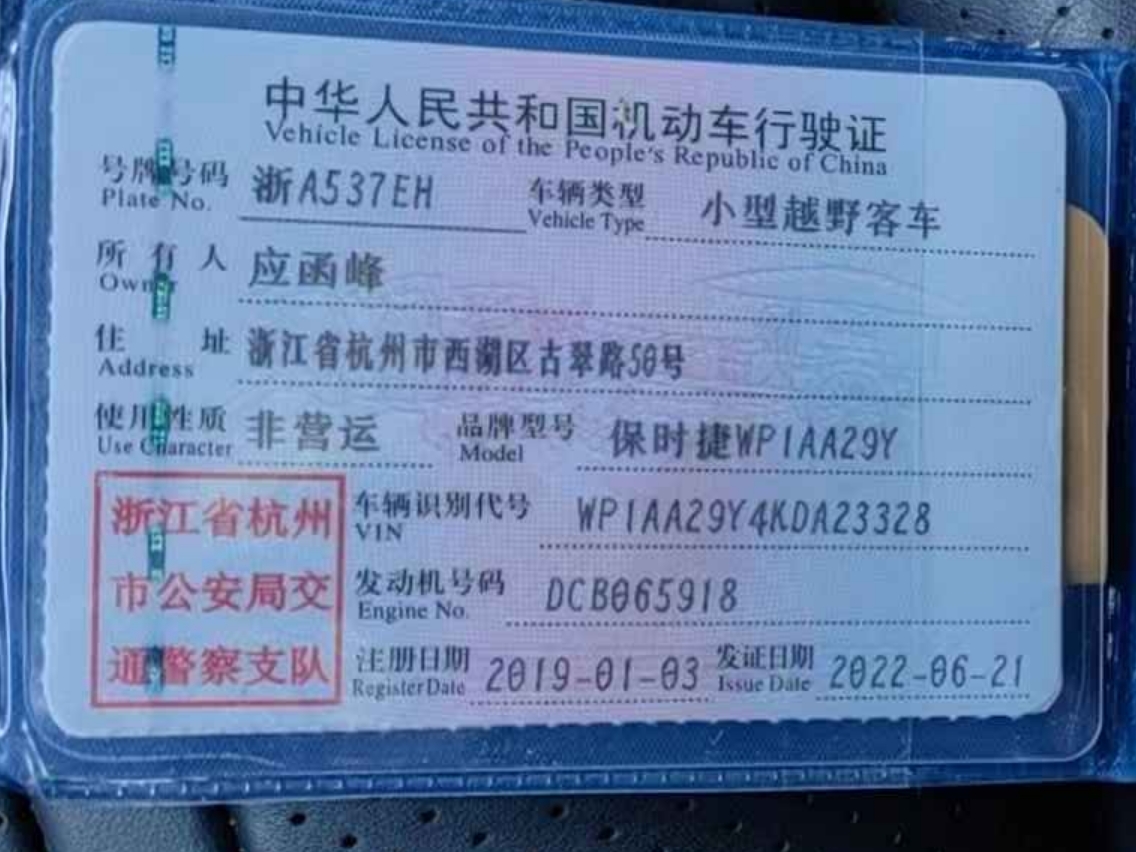 中华人民共和国机动车行驶证
Vehicle License of the People's Republic of China
号牌号码 浙A537EH 车辆类型 小型越野客车
Plate No. Vehicle Type
所有人 应函峰
Owner
住址 浙江省杭州市西湖区古翠路50号
Address
使用性质 非营运 品牌型号 保时捷WP1AA29Y
Use Character Model
浙江省杭州 车辆识别代号 WP1AA29Y4KDA23328
VIN
市公安局交 发动机号码 DCB065918
Engine No.
通警察支队 注册日期 2019-01-03 发证日期 2022-06-21
Register Date Issue Date